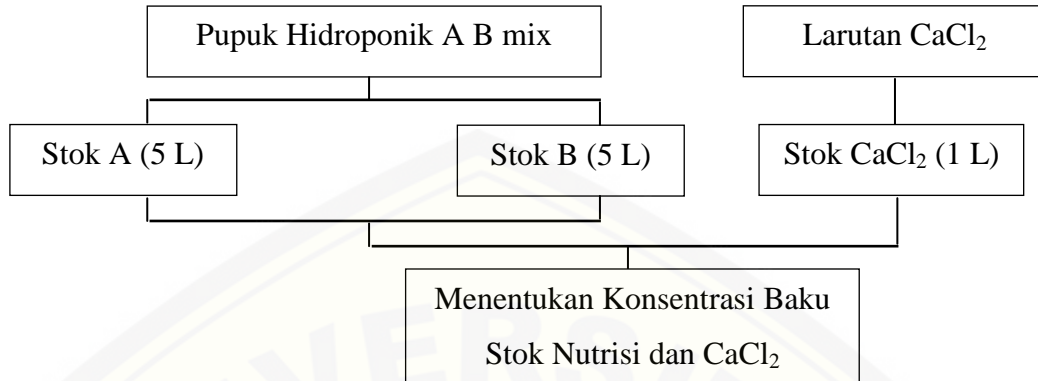 Pupuk Hidroponik A B mix
Larutan CaCl₂
Stok A (5 L)
Stok B (5 L)
Stok CaCl₂ (1 L)
Menentukan Konsentrasi Baku
Stok Nutrisi dan CaCl₂